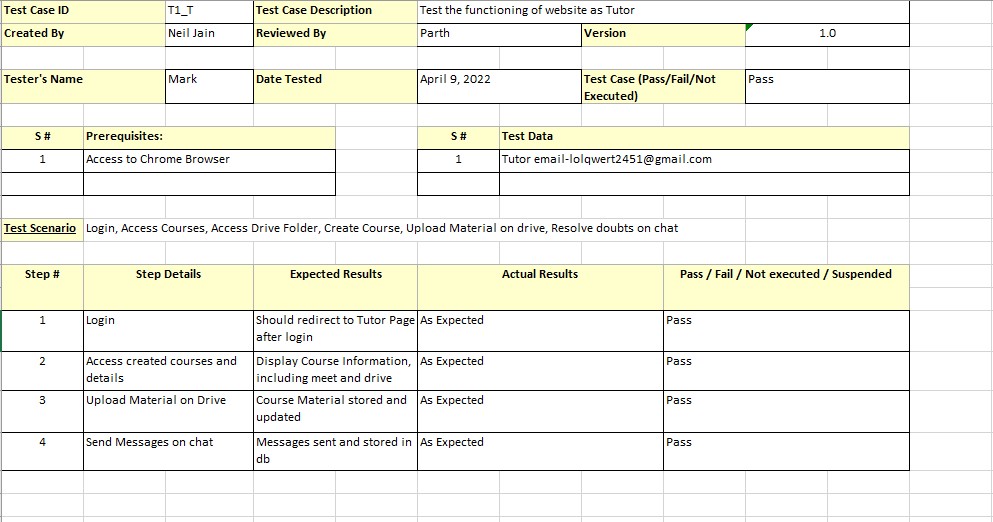 Test Case ID T1_T Test Case Description Test the functioning of website as Tutor
Created By Neil Jain Reviewed By Parth Version 1.0
Tester's Name Mark Date Tested April 9, 2022 Test Case (Pass/Fail/Not Pass
Executed)
S # Prerequisites: S # Test Data
1 Access to Chrome Browser 1 Tutor email-lolqwert2451@gmail.com
Test Scenario Login, Access Courses, Access Drive Folder, Create Course, Upload Material on drive, Resolve doubts on chat
Step # Step Details Expected Results Actual Results Pass / Fail / Not executed / Suspended
1 Login Should redirect to Tutor Page As Expected Pass
after login
2 Access created courses and Display Course Information, As Expected Pass
details including meet and drive
3 Upload Material on Drive Course Material stored and As Expected Pass
updated
4 Send Messages on chat Messages sent and stored in As Expected Pass
db